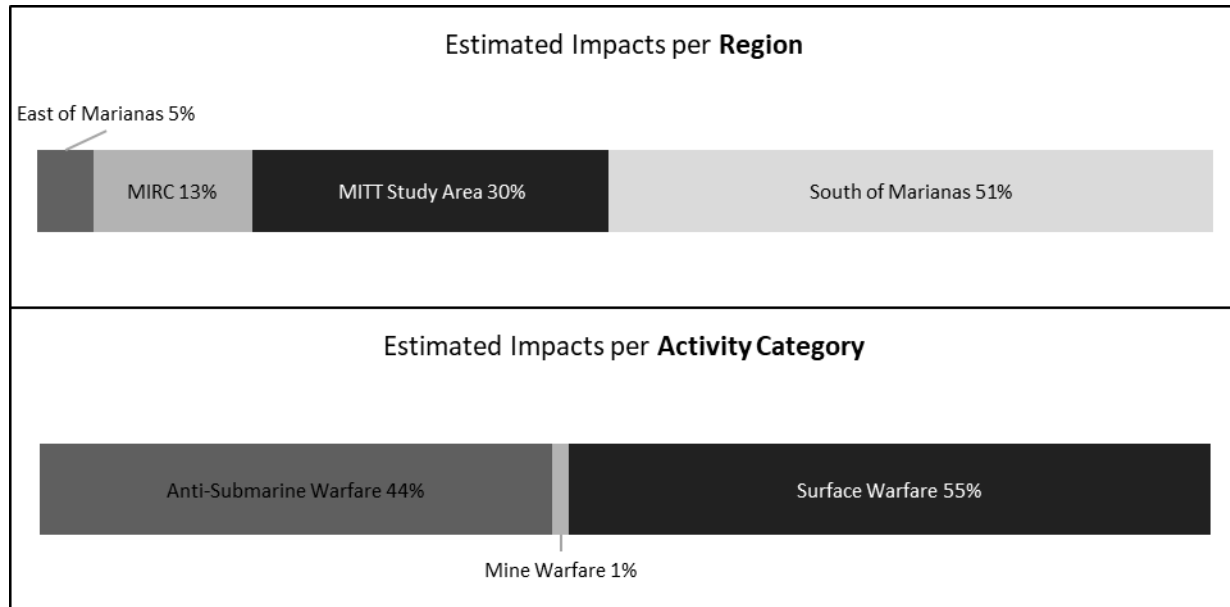 Estimated Impacts per Region
East of Marianas 5%
MIRC 13%
MITT Study Area 30%
South of Marianas 51%
Estimated Impacts per Activity Category
Anti-Submarine Warfare 44%
Surface Warfare 55%
Mine Warfare 1%